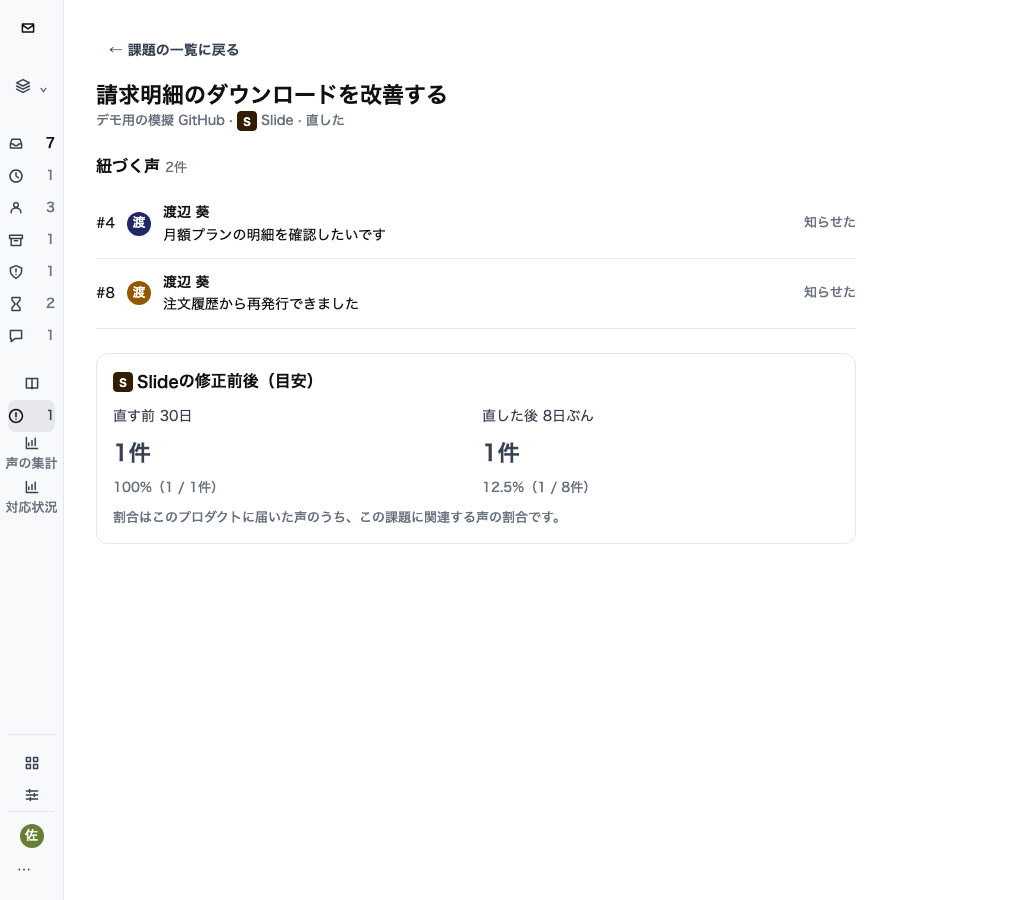 ← 課題の一覧に戻る
請求明細のダウンロードを改善する
デモ用の模擬 GitHub · S Slide · 直した
7
1
3
1
1
2
1
1
声の集計
対応状況
佐
…
紐づく声 2件
#4 渡 渡辺 葵
月額プランの明細を確認したいです
知らせた
#8 渡 渡辺 葵
注文履歴から再発行できました
知らせた
S Slideの修正前後（目安）
直す前 30日
1件
100%（1 / 1件）
直した後 8日ぶん
1件
12.5%（1 / 8件）
割合はこのプロダクトに届いた声のうち、この課題に関連する声の割合です。